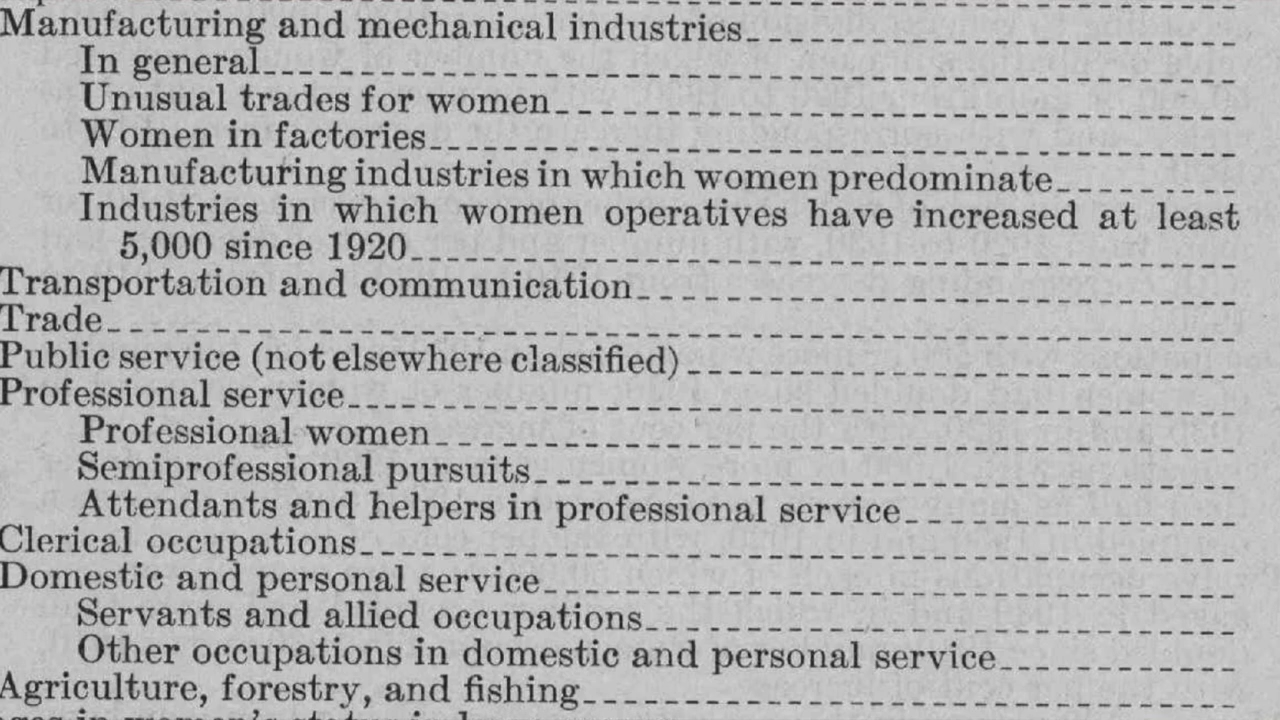 Manufacturing and mechanical industries
In general
Unusual trades for women
Women in factories
Manufacturing industries in which women predominate
Industries in which women operatives have increased at least
5,000 since 1920
Transportation and communication
Trade
Public service (not elsewhere classified)
Professional service
Professional women
Semiprofessional pursuits
Attendants and helpers in professional service
Clerical occupations
Domestic and personal service
Servants and allied occupations
Other occupations in domestic and personal service
Agriculture, forestry, and fishing
in women's status